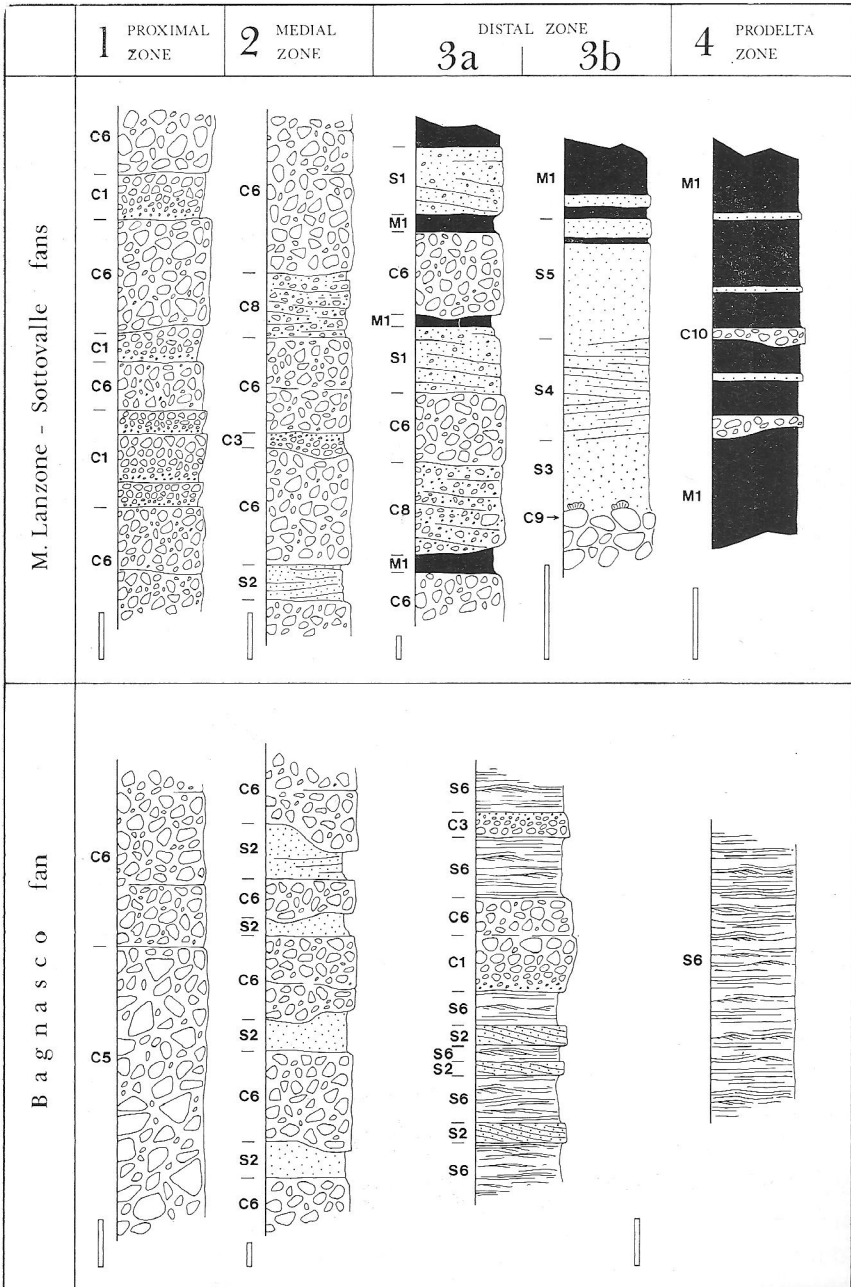 1 PROXIMAL ZONE
2 MEDIAL ZONE
DISTAL ZONE
3a 3b
4 PRODELTA ZONE
M. Lanzone - Sottovalle fans
C6
C1
C6
C1
C6
C1
C6
C6
C8
C6
C3
C6
S2
S1
M1
C6
M1
S1
C6
C8
M1
C6
M1
S5
S4
S3
C9→
M1
C10
M1
Bagnasco fan
C6
C5
C6
S2
C6
S2
C6
S2
C6
S2
C6
S6
C3
S6
C6
C1
S6
S2
S6
S2
S6
S2
S6
S6